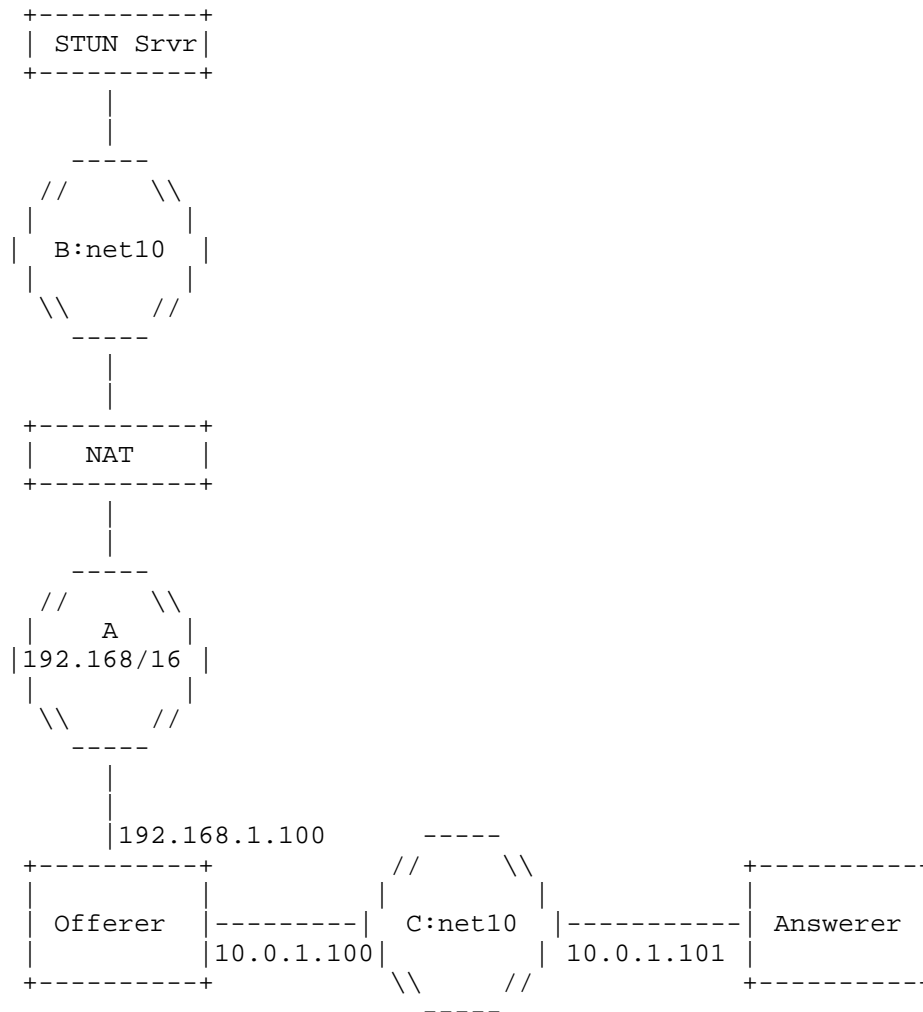 STUN Srvr
B:net10
NAT
A
192.168/16
192.168.1.100
Offerer
C:net10
Answerer
10.0.1.100
10.0.1.101